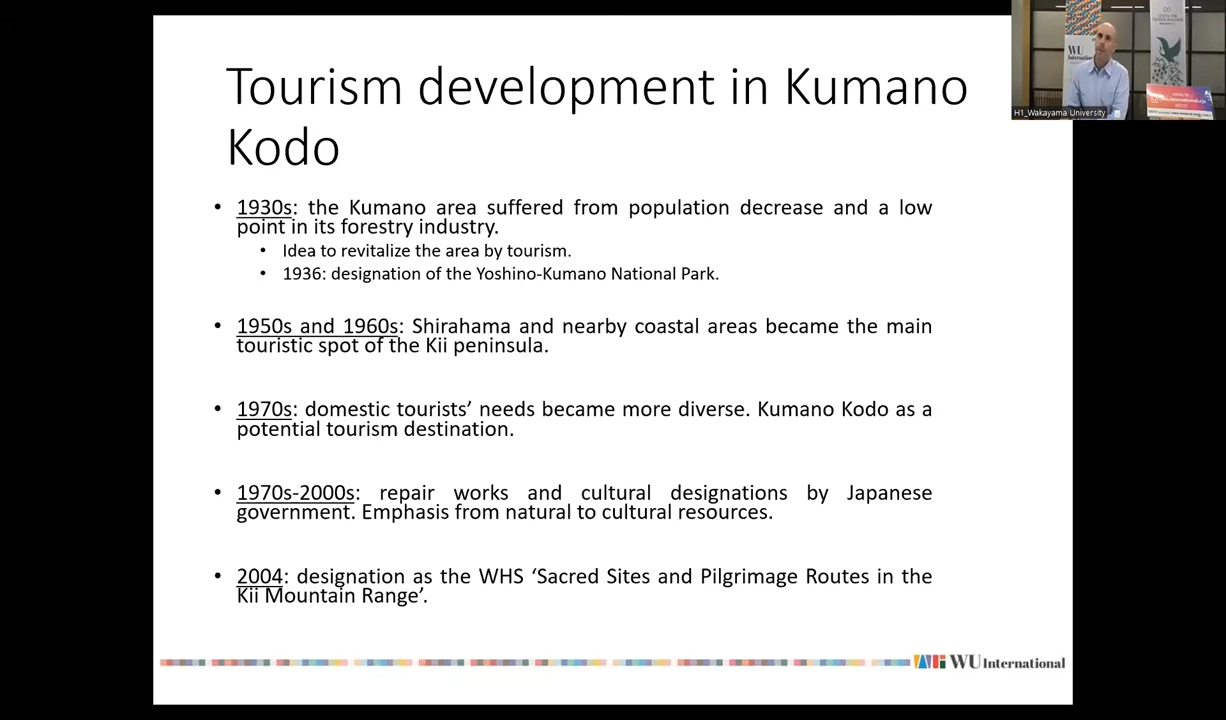 Tourism development in Kumano
Kodo
• 1930s: the Kumano area suffered from population decrease and a low
point in its forestry industry.
• Idea to revitalize the area by tourism.
• 1936: designation of the Yoshino-Kumano National Park.
• 1950s and 1960s: Shirahama and nearby coastal areas became the main
touristic spot of the Kii peninsula.
• 1970s: domestic tourists’ needs became more diverse. Kumano Kodo as a
potential tourism destination.
• 1970s-2000s: repair works and cultural designations by Japanese
government. Emphasis from natural to cultural resources.
• 2004: designation as the WHS ‘Sacred Sites and Pilgrimage Routes in the
Kii Mountain Range’.
WU International
WU
H1_Wakayama University